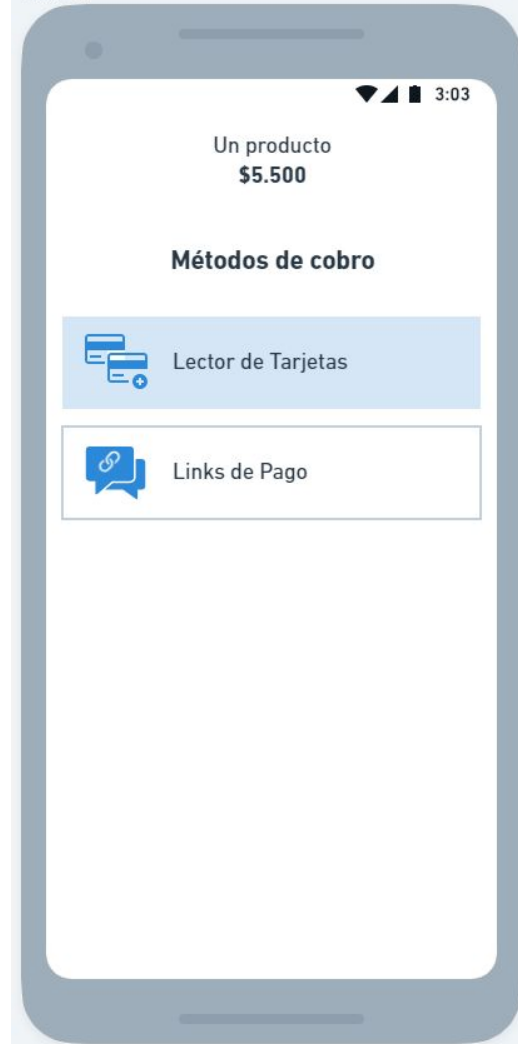 3:03
Un producto
$5.500
Métodos de cobro
Lector de Tarjetas
Links de Pago